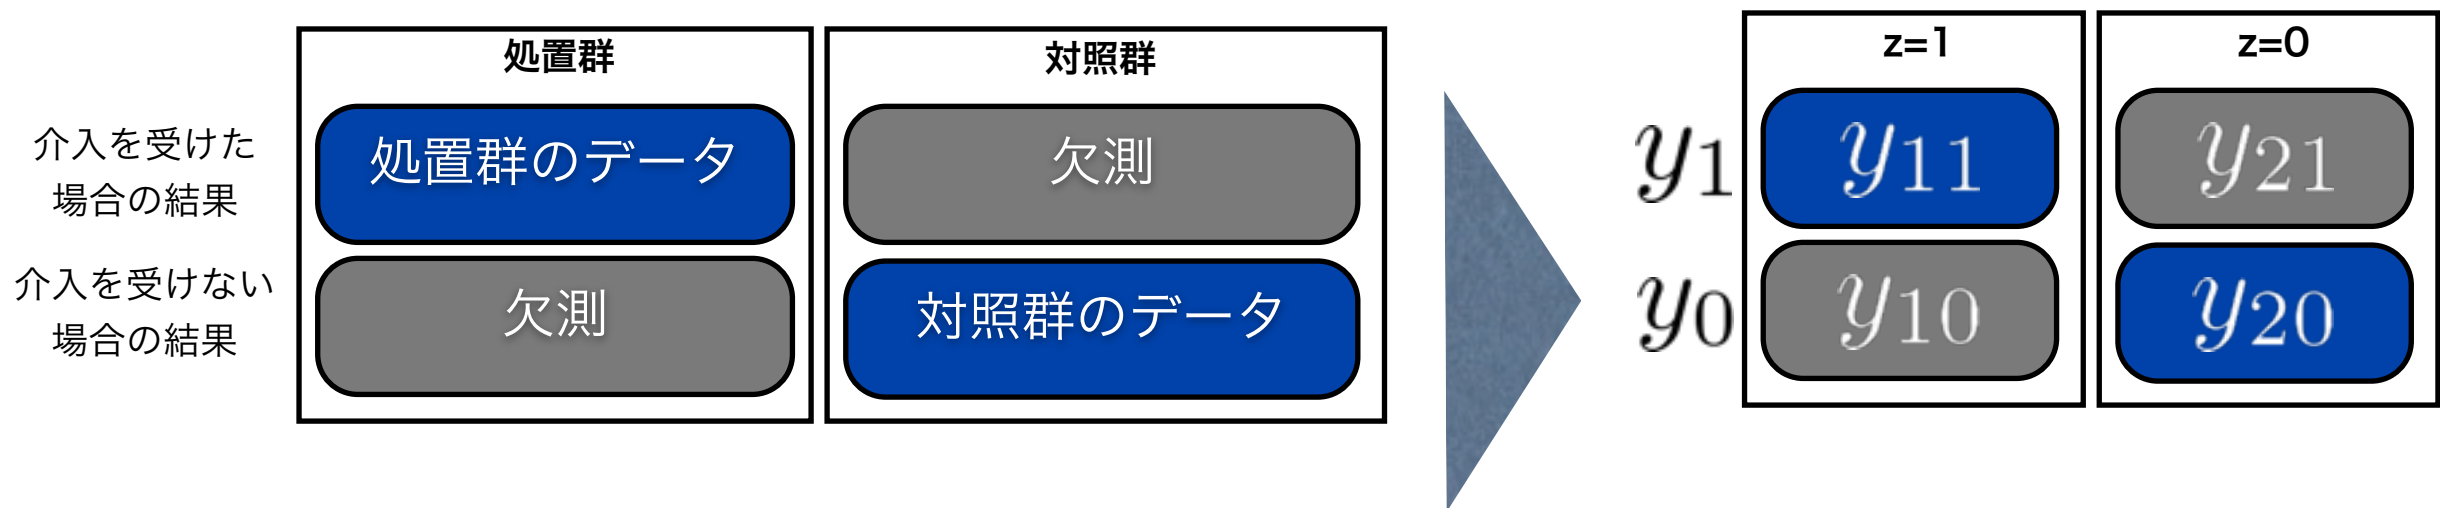 処置群
対照群
介入を受けた
場合の結果
処置群のデータ
欠測
介入を受けない
場合の結果
欠測
対照群のデータ
z=1
z=0
y₁
y₁₁
y₂₁
y₀
y₁₀
y₂₀